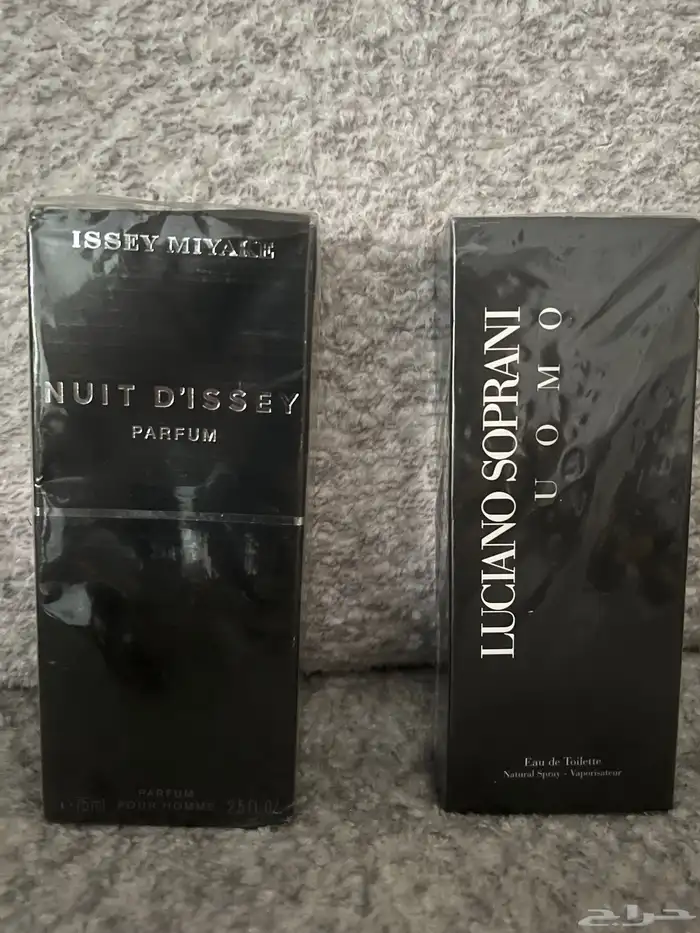 ISSEY MIYAKE
NUIT D'ISSEY
PARFUM
PARFUM
e 75ml POUR HOMME 2.5 FL.OZ
LUCIANO SOPRANI
UOMO
Eau de Toilette
Natural Spray - Vaporisateur
حراج